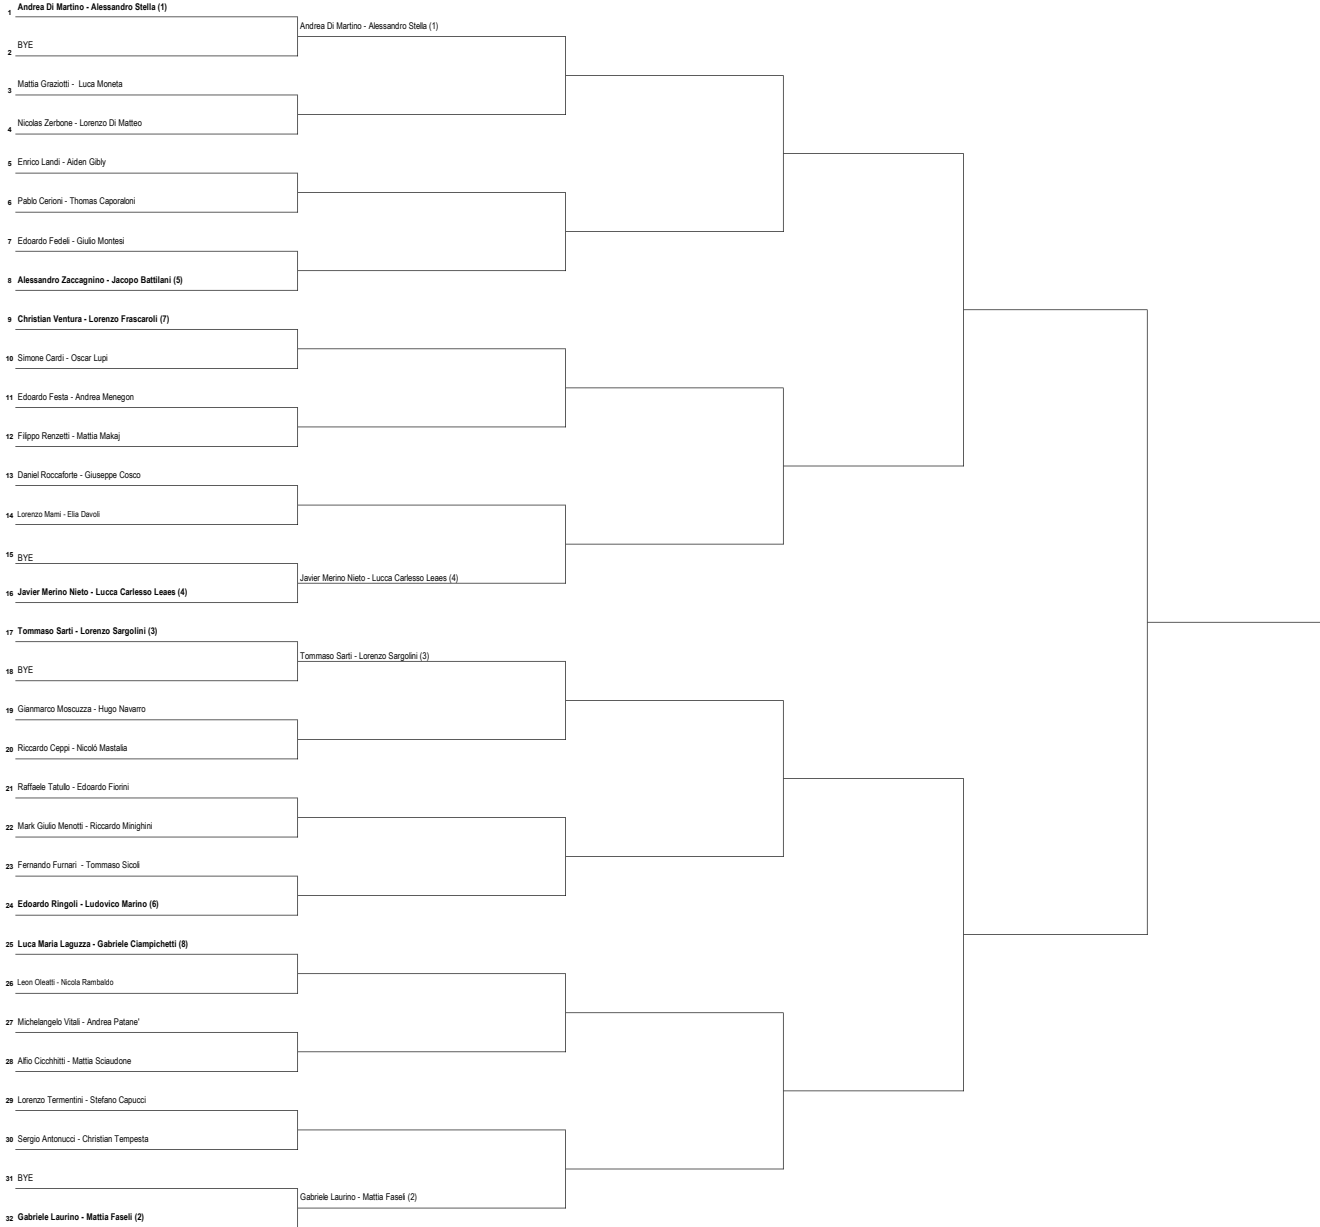 1 Andrea Di Martino - Alessandro Stella (1)
Andrea Di Martino - Alessandro Stella (1)
2 BYE
3 Mattia Graziotti - Luca Moneta
4 Nicolas Zerbone - Lorenzo Di Matteo
5 Enrico Landi - Aiden Gibly
6 Pablo Cerioni - Thomas Caporaloni
7 Edoardo Fedeli - Giulio Montesi
8 Alessandro Zaccagnino - Jacopo Battilani (5)
9 Christian Ventura - Lorenzo Frascaroli (7)
10 Simone Cardi - Oscar Lupi
11 Edoardo Festa - Andrea Menegon
12 Filippo Renzetti - Mattia Makaj
13 Daniel Roccaforte - Giuseppe Cosco
14 Lorenzo Mami - Elia Davoli
15 BYE
Javier Merino Nieto - Lucca Carlesso Leaes (4)
16 Javier Merino Nieto - Lucca Carlesso Leaes (4)
17 Tommaso Sarti - Lorenzo Sargolini (3)
Tommaso Sarti - Lorenzo Sargolini (3)
18 BYE
19 Gianmarco Moscuzza - Hugo Navarro
20 Riccardo Ceppi - Nicoló Mastalia
21 Raffaele Tatullo - Edoardo Fiorini
22 Mark Giulio Menotti - Riccardo Minighini
23 Fernando Furnari - Tommaso Sicoli
24 Edoardo Ringoli - Ludovico Marino (6)
25 Luca Maria Laguzza - Gabriele Ciampichetti (8)
26 Leon Oleatti - Nicola Rambaldo
27 Michelangelo Vitali - Andrea Patane'
28 Alfio Cicchhitti - Mattia Sciaudone
29 Lorenzo Termentini - Stefano Capucci
30 Sergio Antonucci - Christian Tempesta
31 BYE
Gabriele Laurino - Mattia Faseli (2)
32 Gabriele Laurino - Mattia Faseli (2)